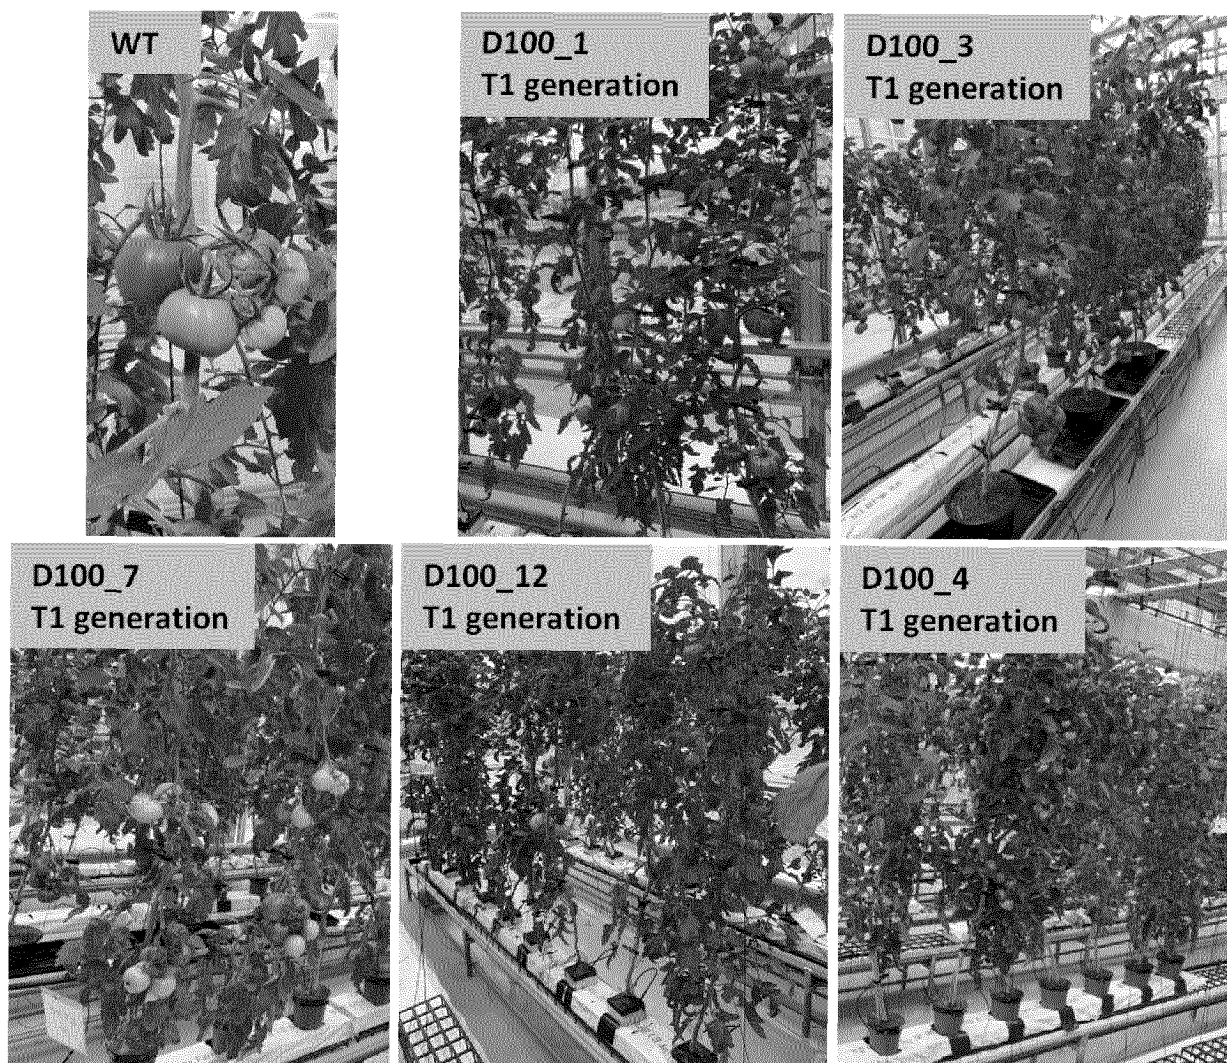 WT
D100_1
T1 generation
D100_3
T1 generation
D100_7
T1 generation
D100_12
T1 generation
D100_4
T1 generation